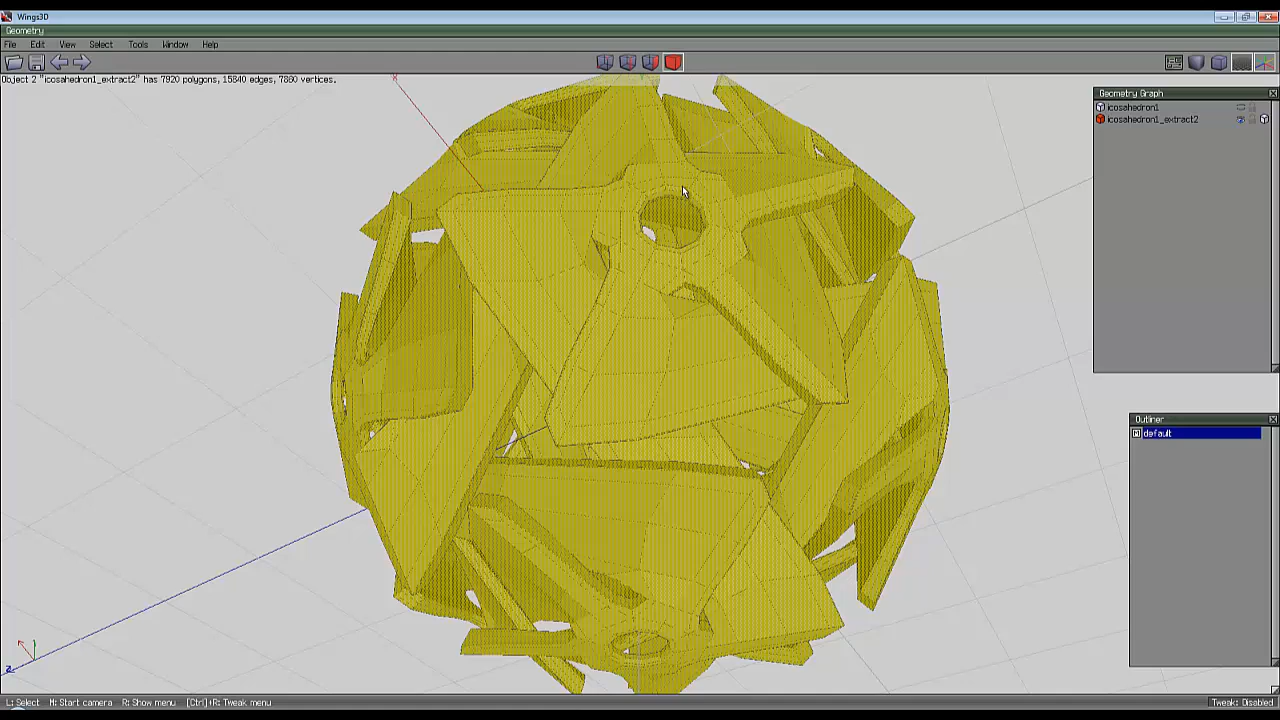 Wings3D
Geometry
File Edit View Select Tools Window Help
Object 2 "icosahedron1_extract2" has 7920 polygons, 15840 edges, 7860 vertices.
Geometry Graph
icosahedron1
icosahedron1_extract2
Outliner
default
Z
L: Select M: Start camera R: Show menu [Ctrl]+R: Tweak menu
Tweak: Disabled